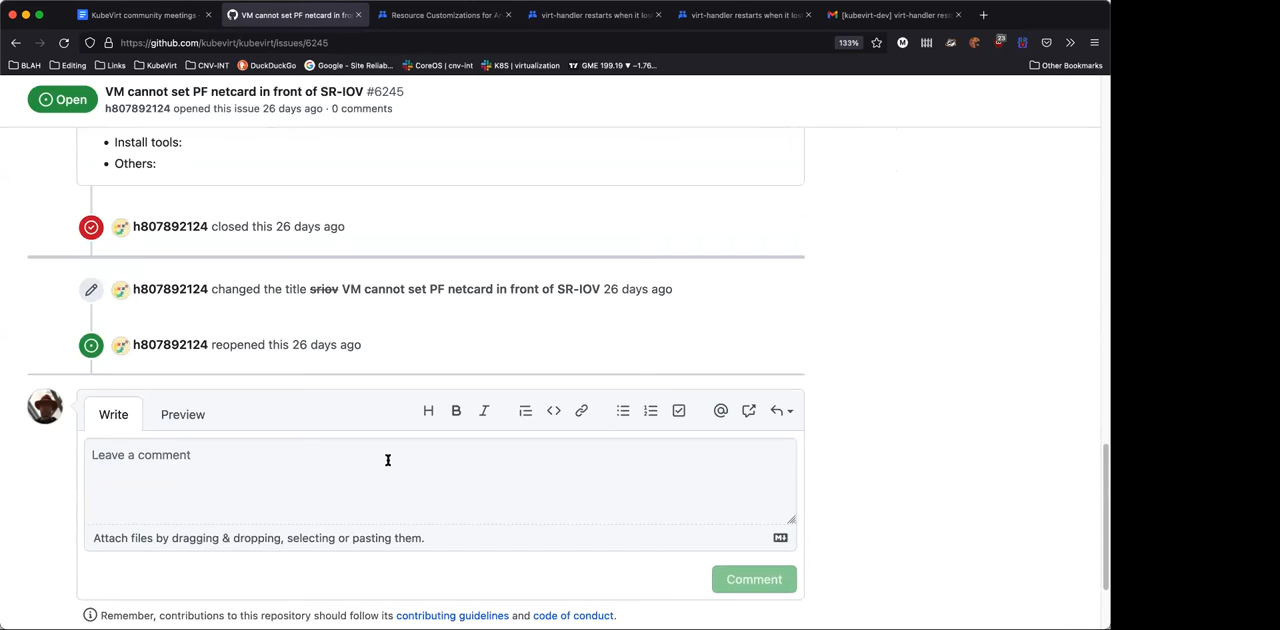 KubeVirt community meetings -
VM cannot set PF netcard in fro
Resource Customizations for A
virt-handler restarts when it los
virt-handler restarts when it los
[kubevirt-dev] virt-handler res
https://github.com/kubevirt/kubevirt/issues/6245
133%
23
BLAH
Editing
Links
KubeVirt
CNV-INT
DuckDuckGo
Google - Site Reliab...
CoreOS | cnv-int
K8S | virtualization
GME 199.19 ▼ −1.76...
Other Bookmarks
Open
VM cannot set PF netcard in front of SR-IOV #6245
h807892124 opened this issue 26 days ago · 0 comments
• Install tools:
• Others:
h807892124 closed this 26 days ago
h807892124 changed the title sriov VM cannot set PF netcard in front of SR-IOV 26 days ago
h807892124 reopened this 26 days ago
Write
Preview
Leave a comment
Attach files by dragging & dropping, selecting or pasting them.
Comment
Remember, contributions to this repository should follow its contributing guidelines and code of conduct.